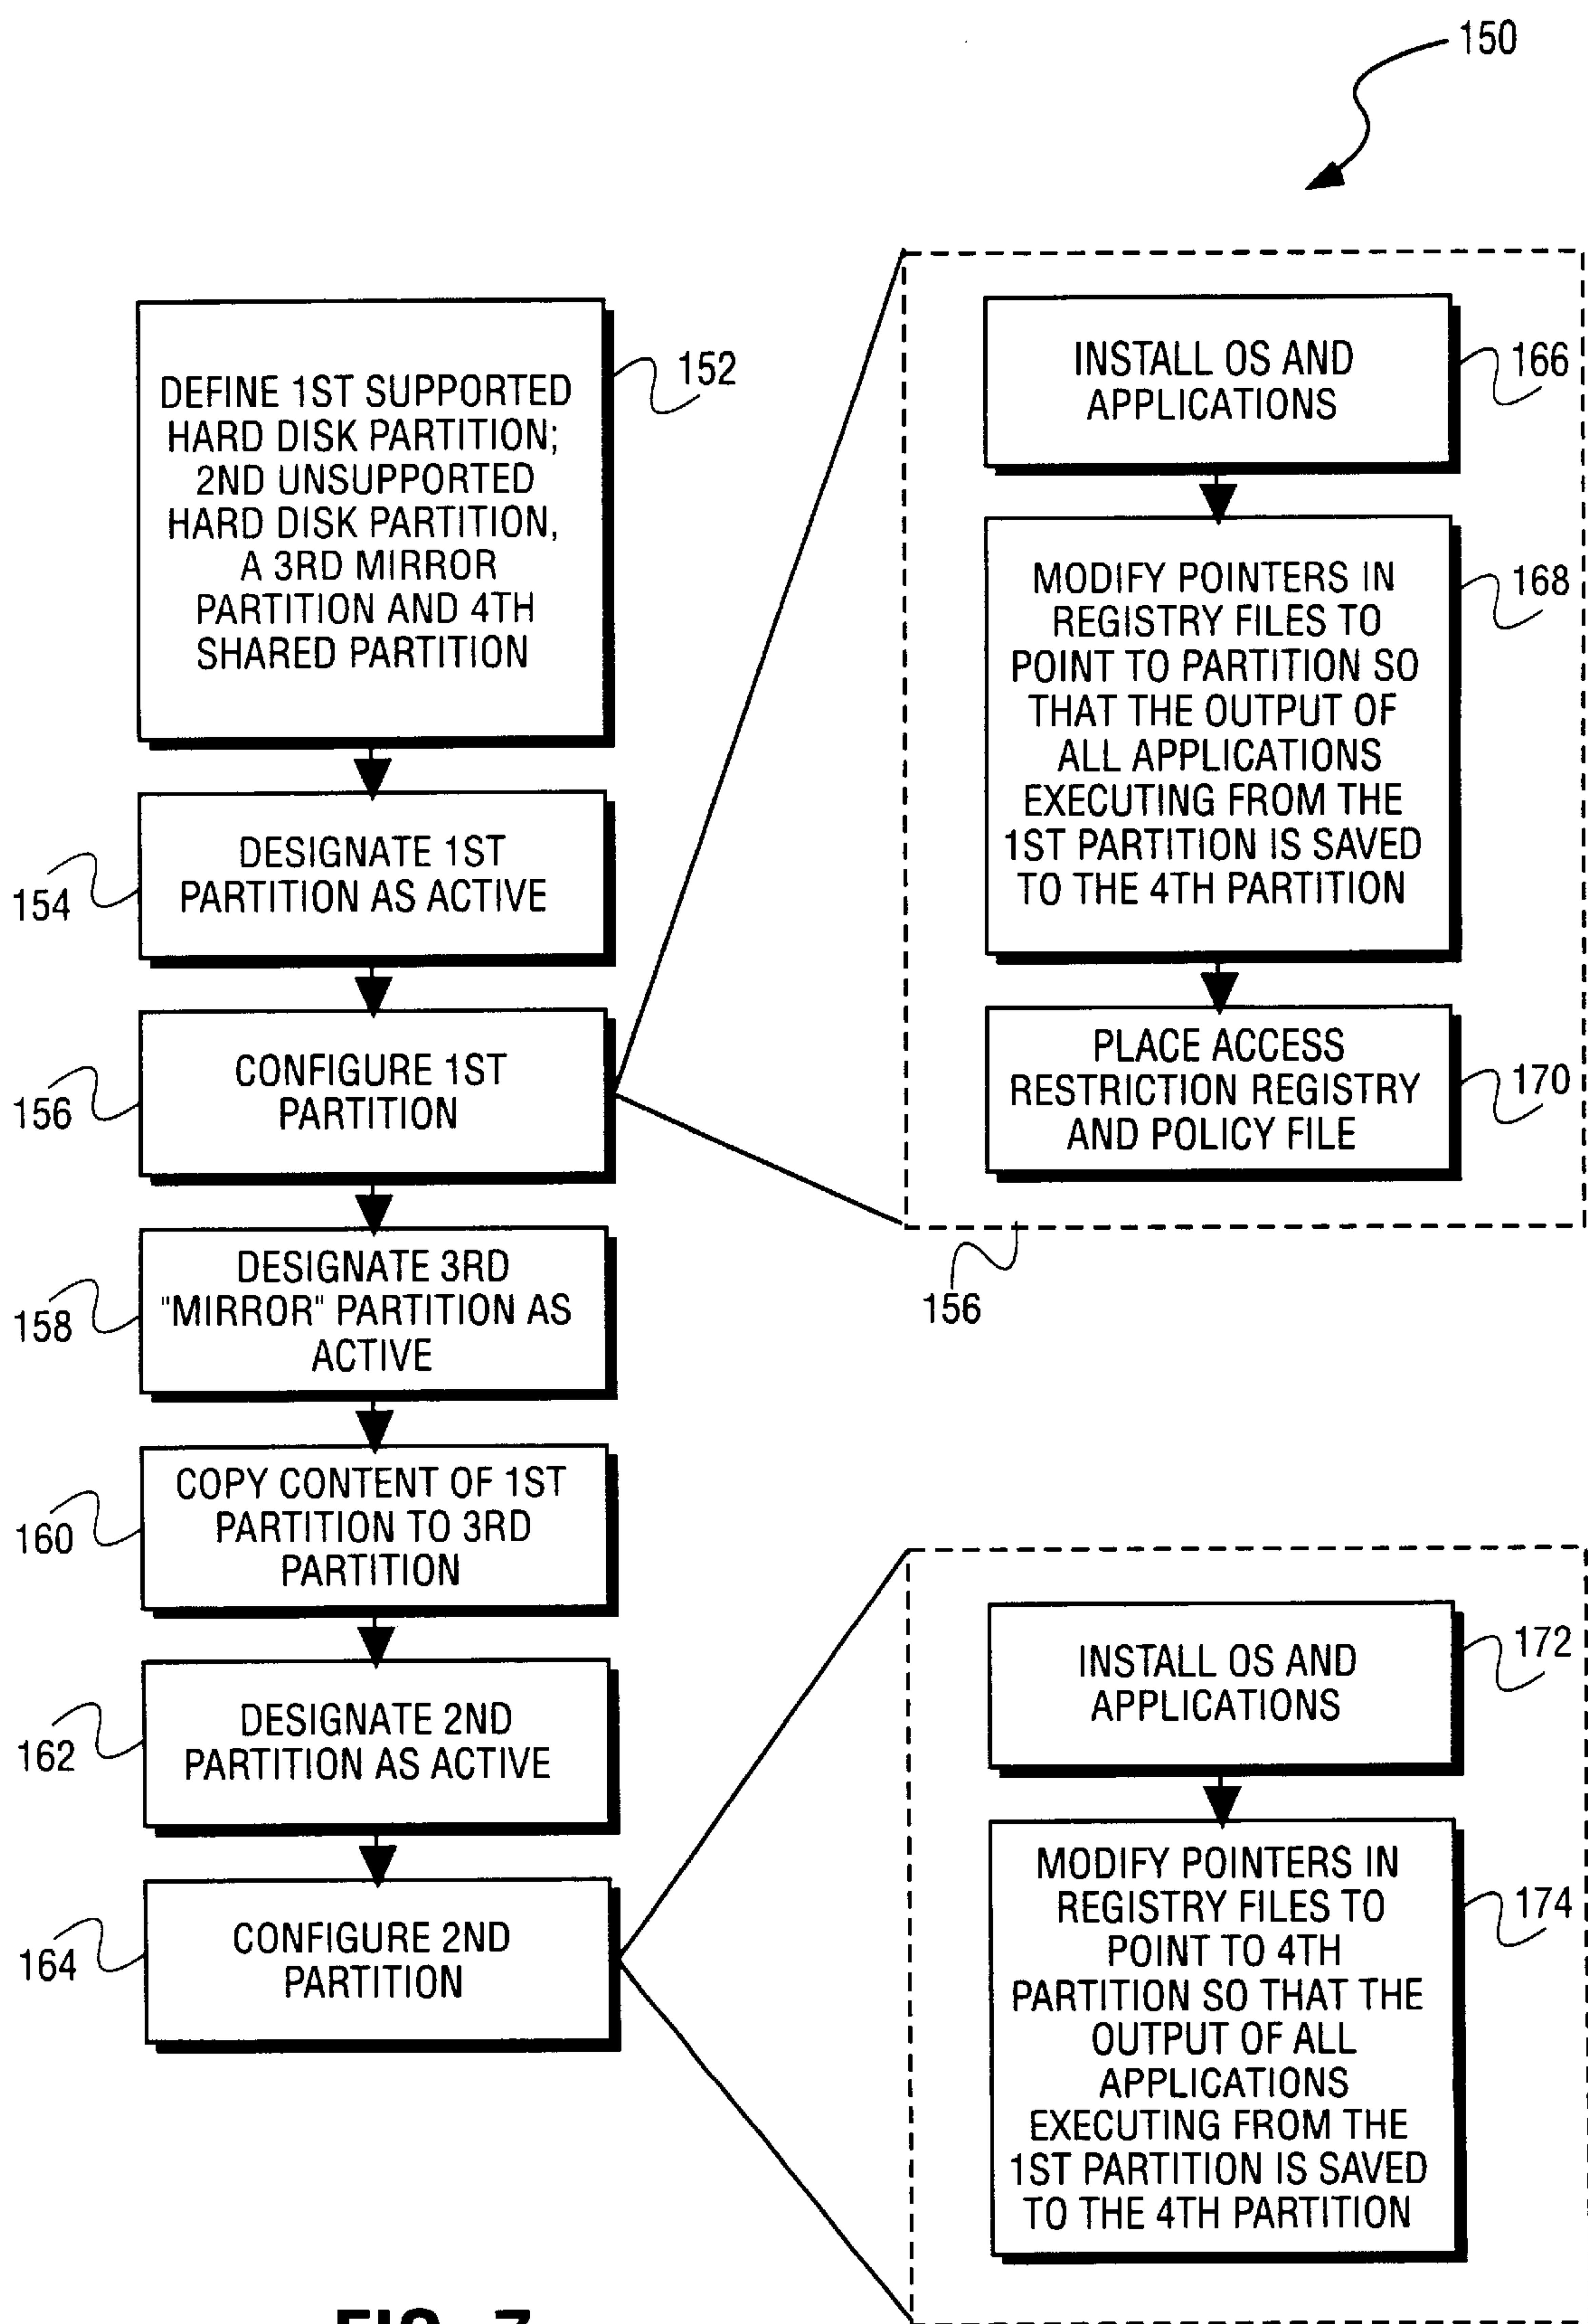 150
DEFINE 1ST SUPPORTED
HARD DISK PARTITION;
2ND UNSUPPORTED
HARD DISK PARTITION,
A 3RD MIRROR
PARTITION AND 4TH
SHARED PARTITION
152
DESIGNATE 1ST
PARTITION AS ACTIVE
154
CONFIGURE 1ST
PARTITION
156
DESIGNATE 3RD
"MIRROR" PARTITION AS
ACTIVE
158
COPY CONTENT OF 1ST
PARTITION TO 3RD
PARTITION
160
DESIGNATE 2ND
PARTITION AS ACTIVE
162
CONFIGURE 2ND
PARTITION
164
INSTALL OS AND
APPLICATIONS
166
MODIFY POINTERS IN
REGISTRY FILES TO
POINT TO PARTITION SO
THAT THE OUTPUT OF
ALL APPLICATIONS
EXECUTING FROM THE
1ST PARTITION IS SAVED
TO THE 4TH PARTITION
168
PLACE ACCESS
RESTRICTION REGISTRY
AND POLICY FILE
170
156
INSTALL OS AND
APPLICATIONS
172
MODIFY POINTERS IN
REGISTRY FILES TO
POINT TO 4TH
PARTITION SO THAT THE
OUTPUT OF ALL
APPLICATIONS
EXECUTING FROM THE
1ST PARTITION IS SAVED
TO THE 4TH PARTITION
174
FIG. 7